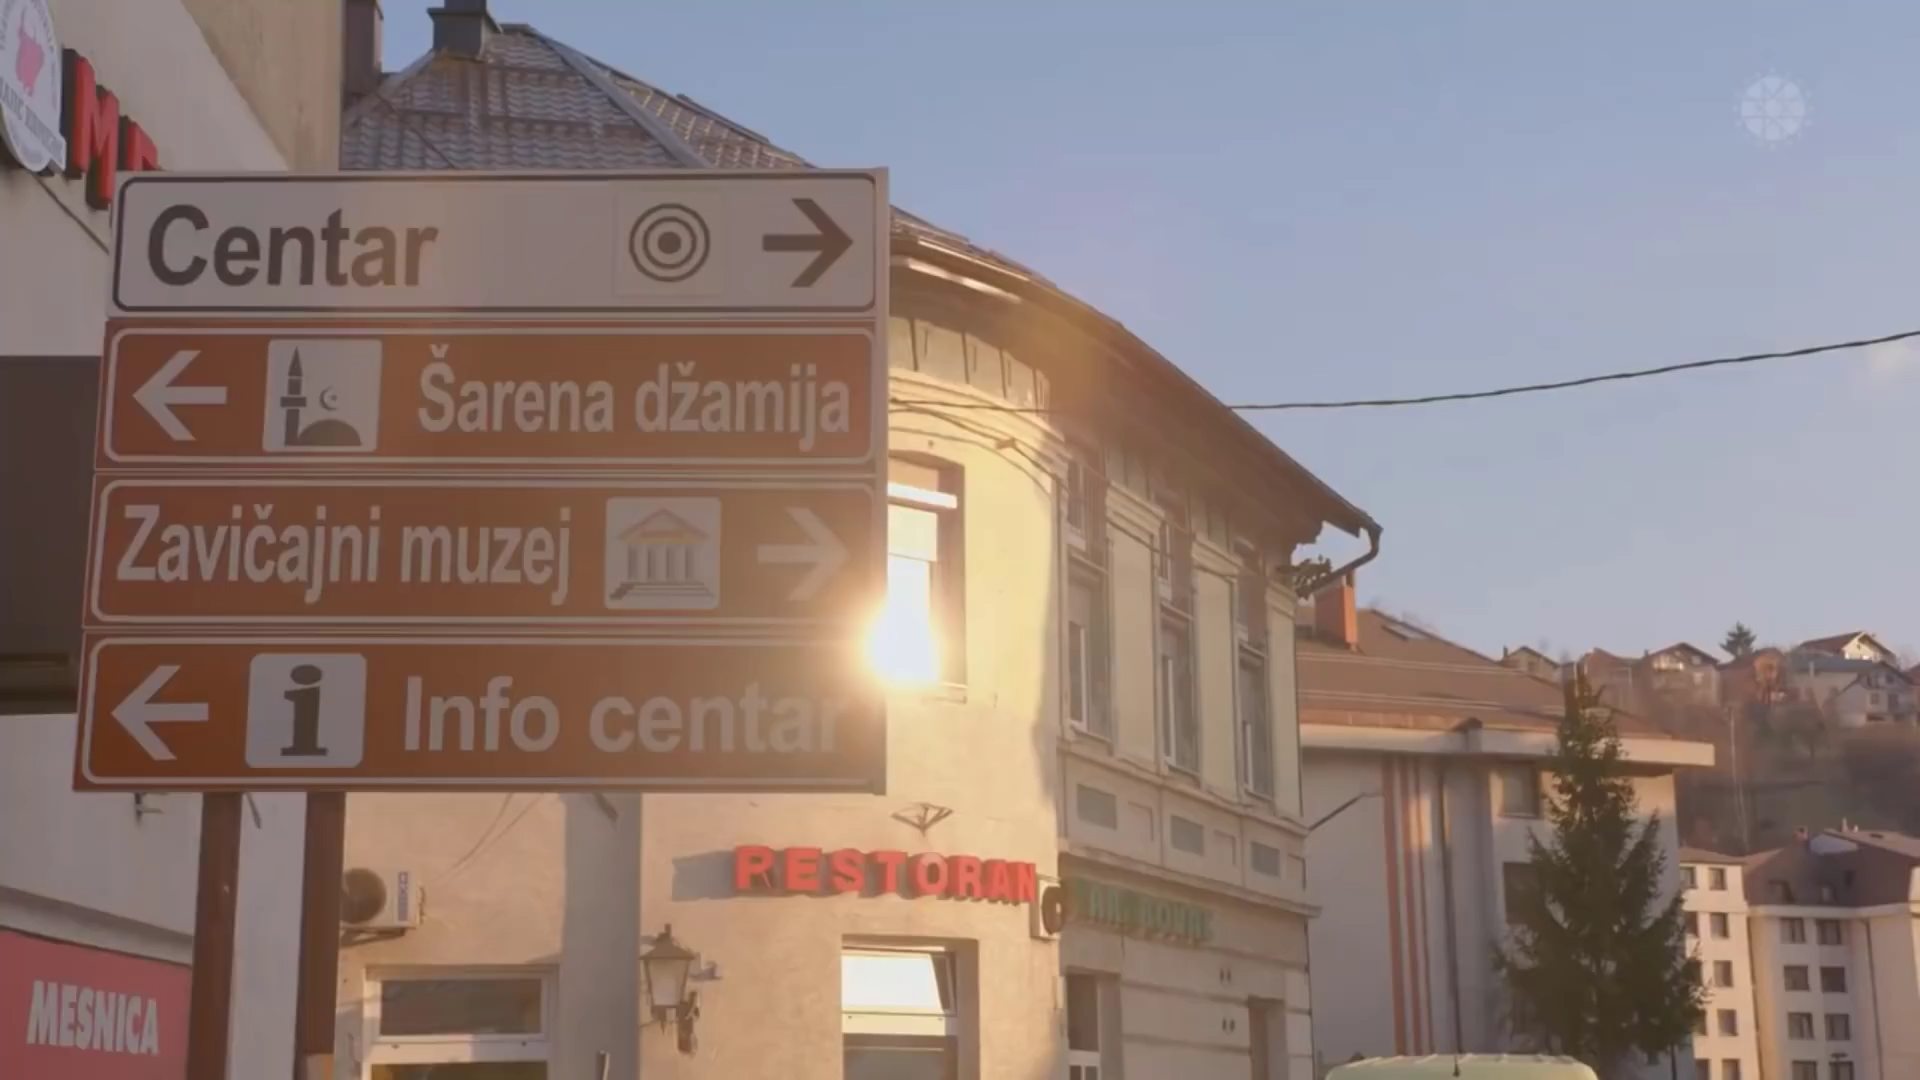 Centar
Šarena džamija
Zavičajni muzej
Info centar
RESTORAN
MESNICA